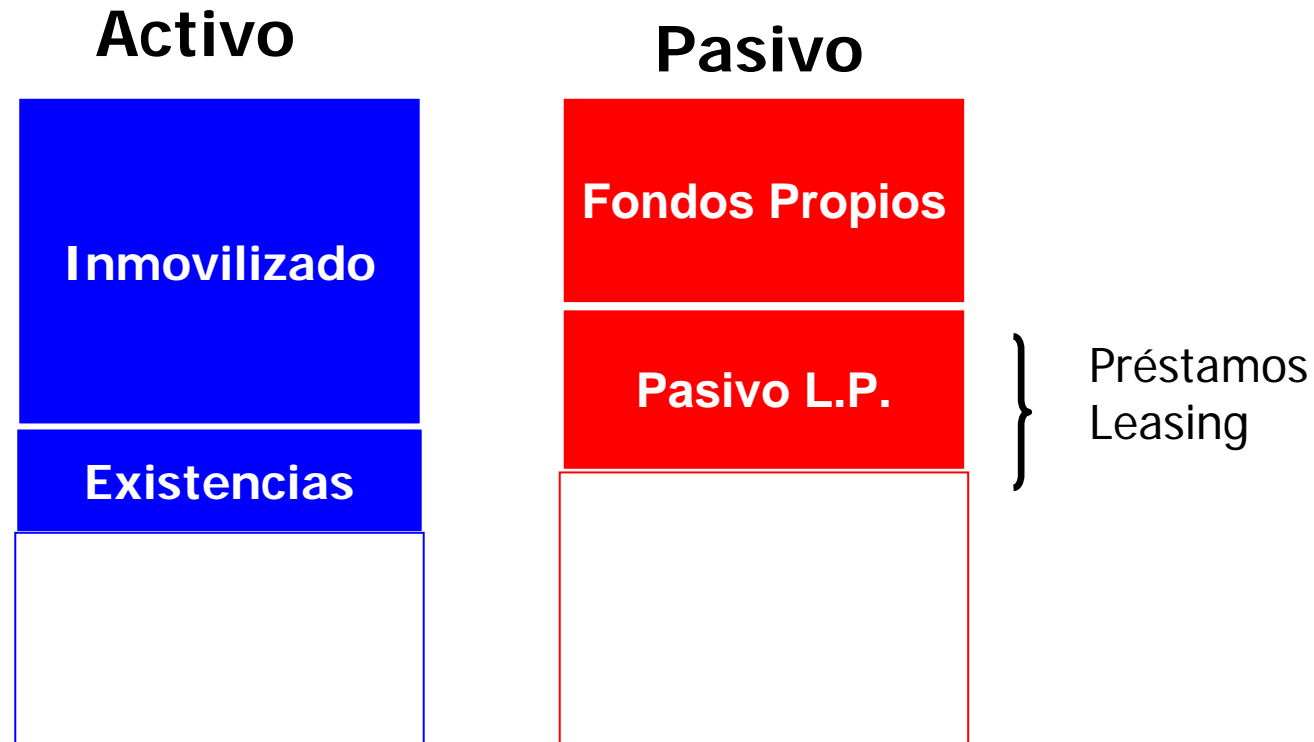 Activo
Pasivo
Inmovilizado
Existencias
Fondos Propios
Pasivo L.P.
Préstamos
Leasing